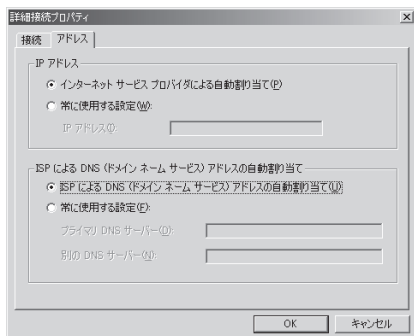 詳細接続プロパティ
接続 アドレス
IP アドレス
インターネット サービス プロバイダによる自動割り当て(P)
常に使用する設定(W):
IP アドレス(I):
ISP による DNS (ドメイン ネーム サービス) アドレスの自動割り当て
ISP による DNS (ドメイン ネーム サービス) アドレスの自動割り当て(U)
常に使用する設定(F):
プライマリ DNS サーバー(D):
別の DNS サーバー(N):
OK キャンセル